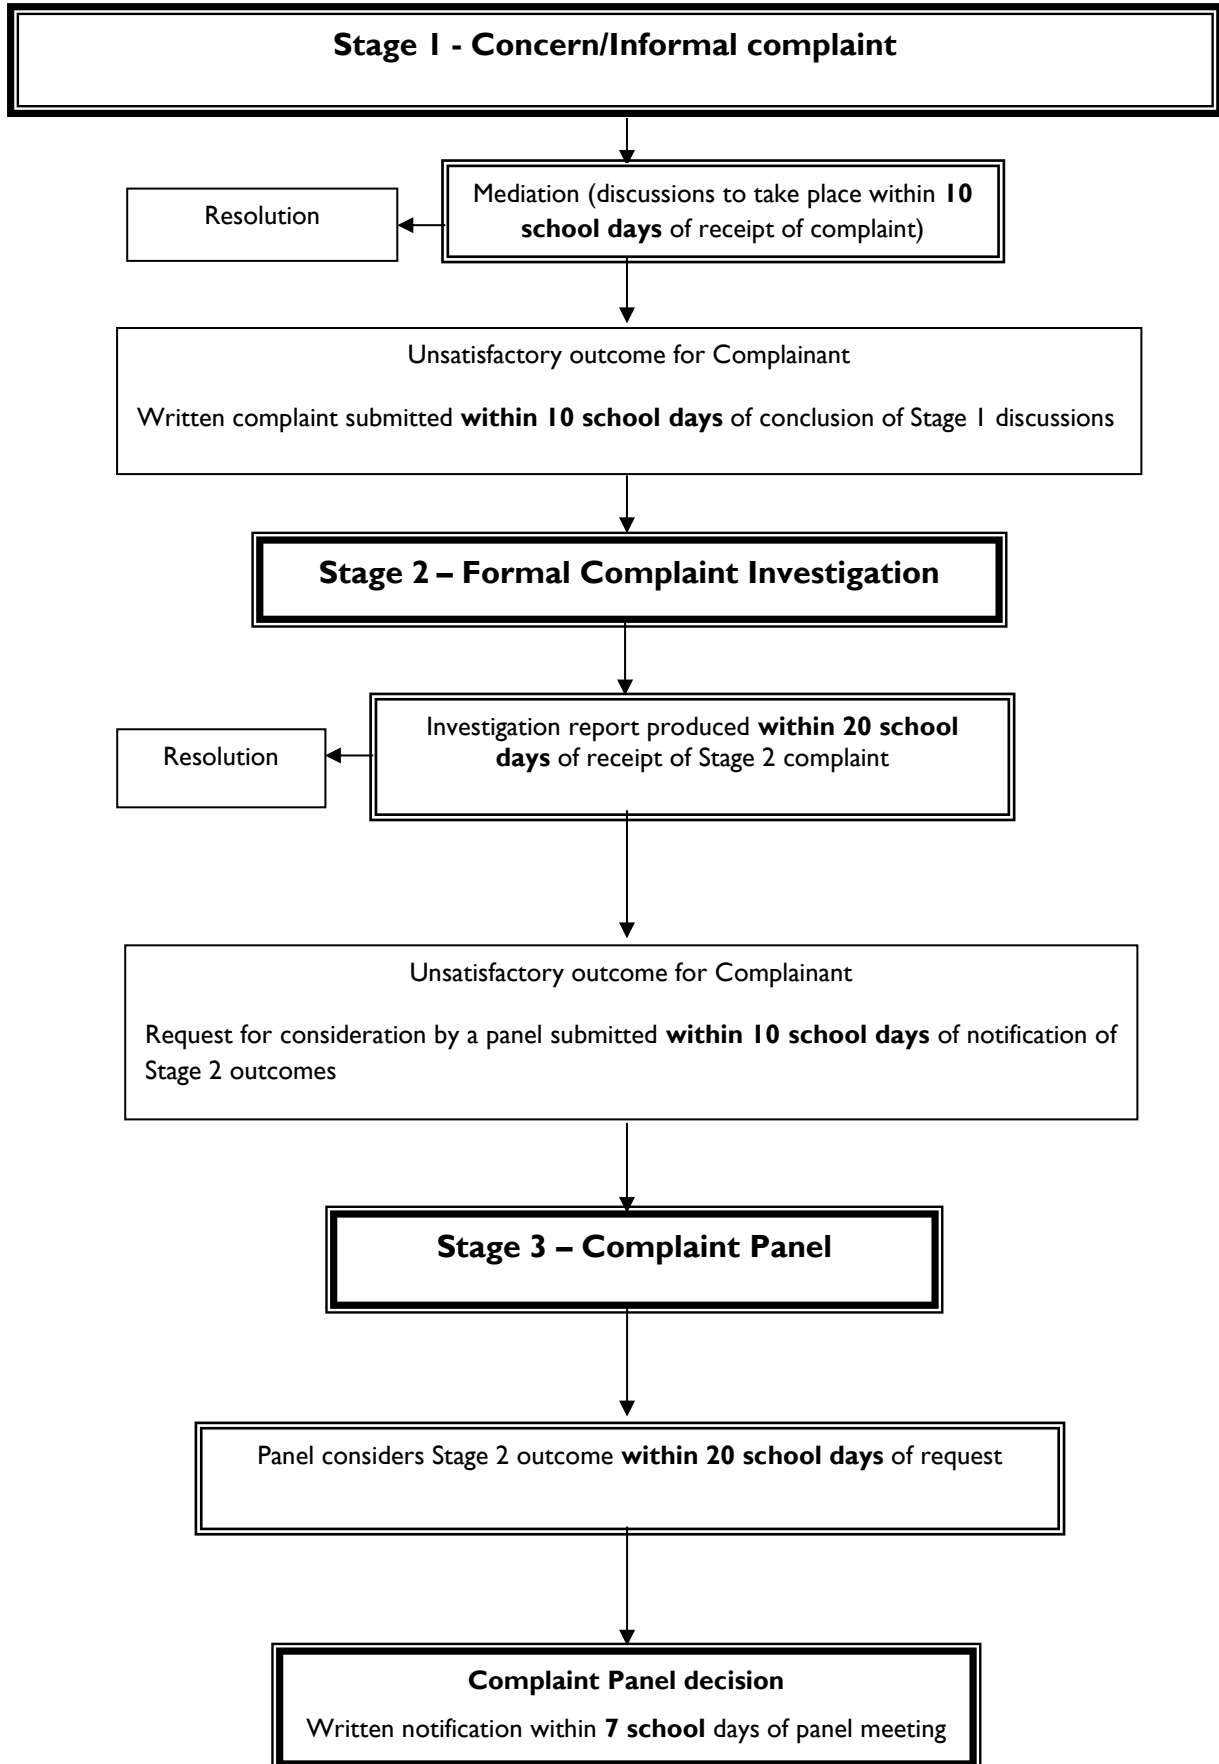 Stage 1 - Concern/Informal complaint
Mediation (discussions to take place within 10
school days of receipt of complaint)
Resolution
Unsatisfactory outcome for Complainant
Written complaint submitted within 10 school days of conclusion of Stage 1 discussions
Stage 2 – Formal Complaint Investigation
Investigation report produced within 20 school
days of receipt of Stage 2 complaint
Resolution
Unsatisfactory outcome for Complainant
Request for consideration by a panel submitted within 10 school days of notification of
Stage 2 outcomes
Stage 3 – Complaint Panel
Panel considers Stage 2 outcome within 20 school days of request
Complaint Panel decision
Written notification within 7 school days of panel meeting